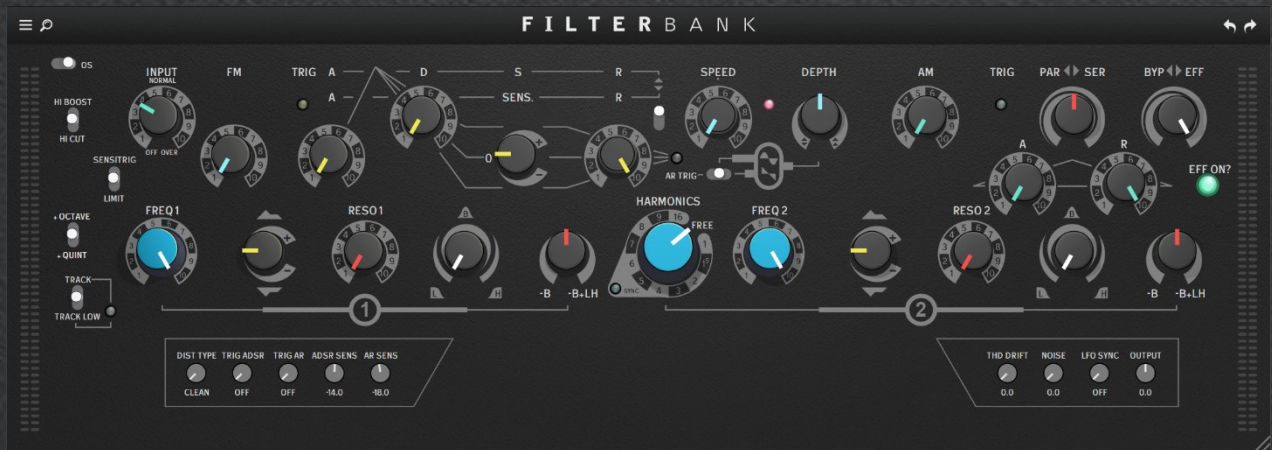 FILTERBANK
OS
INPUT FM TRIG A D S R SPEED DEPTH AM TRIG PAR SER BYP EFF
NORMAL
A SENS. R
HI BOOST
HI CUT
OFF OVER
SENSITRIG
LIMIT
0
AR TRIG
A R
EFF ON?
+ OCTAVE
+ QUINT
FREQ 1 RESO 1 B HARMONICS FREQ 2 RESO 2 B
FREE
+
−
L H
-B -B+LH
SYNC
+
−
L H
-B -B+LH
TRACK
TRACK LOW
1 2
DIST TYPE TRIG ADSR TRIG AR ADSR SENS AR SENS
CLEAN OFF OFF -14.0 -18.0
THD DRIFT NOISE LFO SYNC OUTPUT
0.0 0.0 OFF 0.0